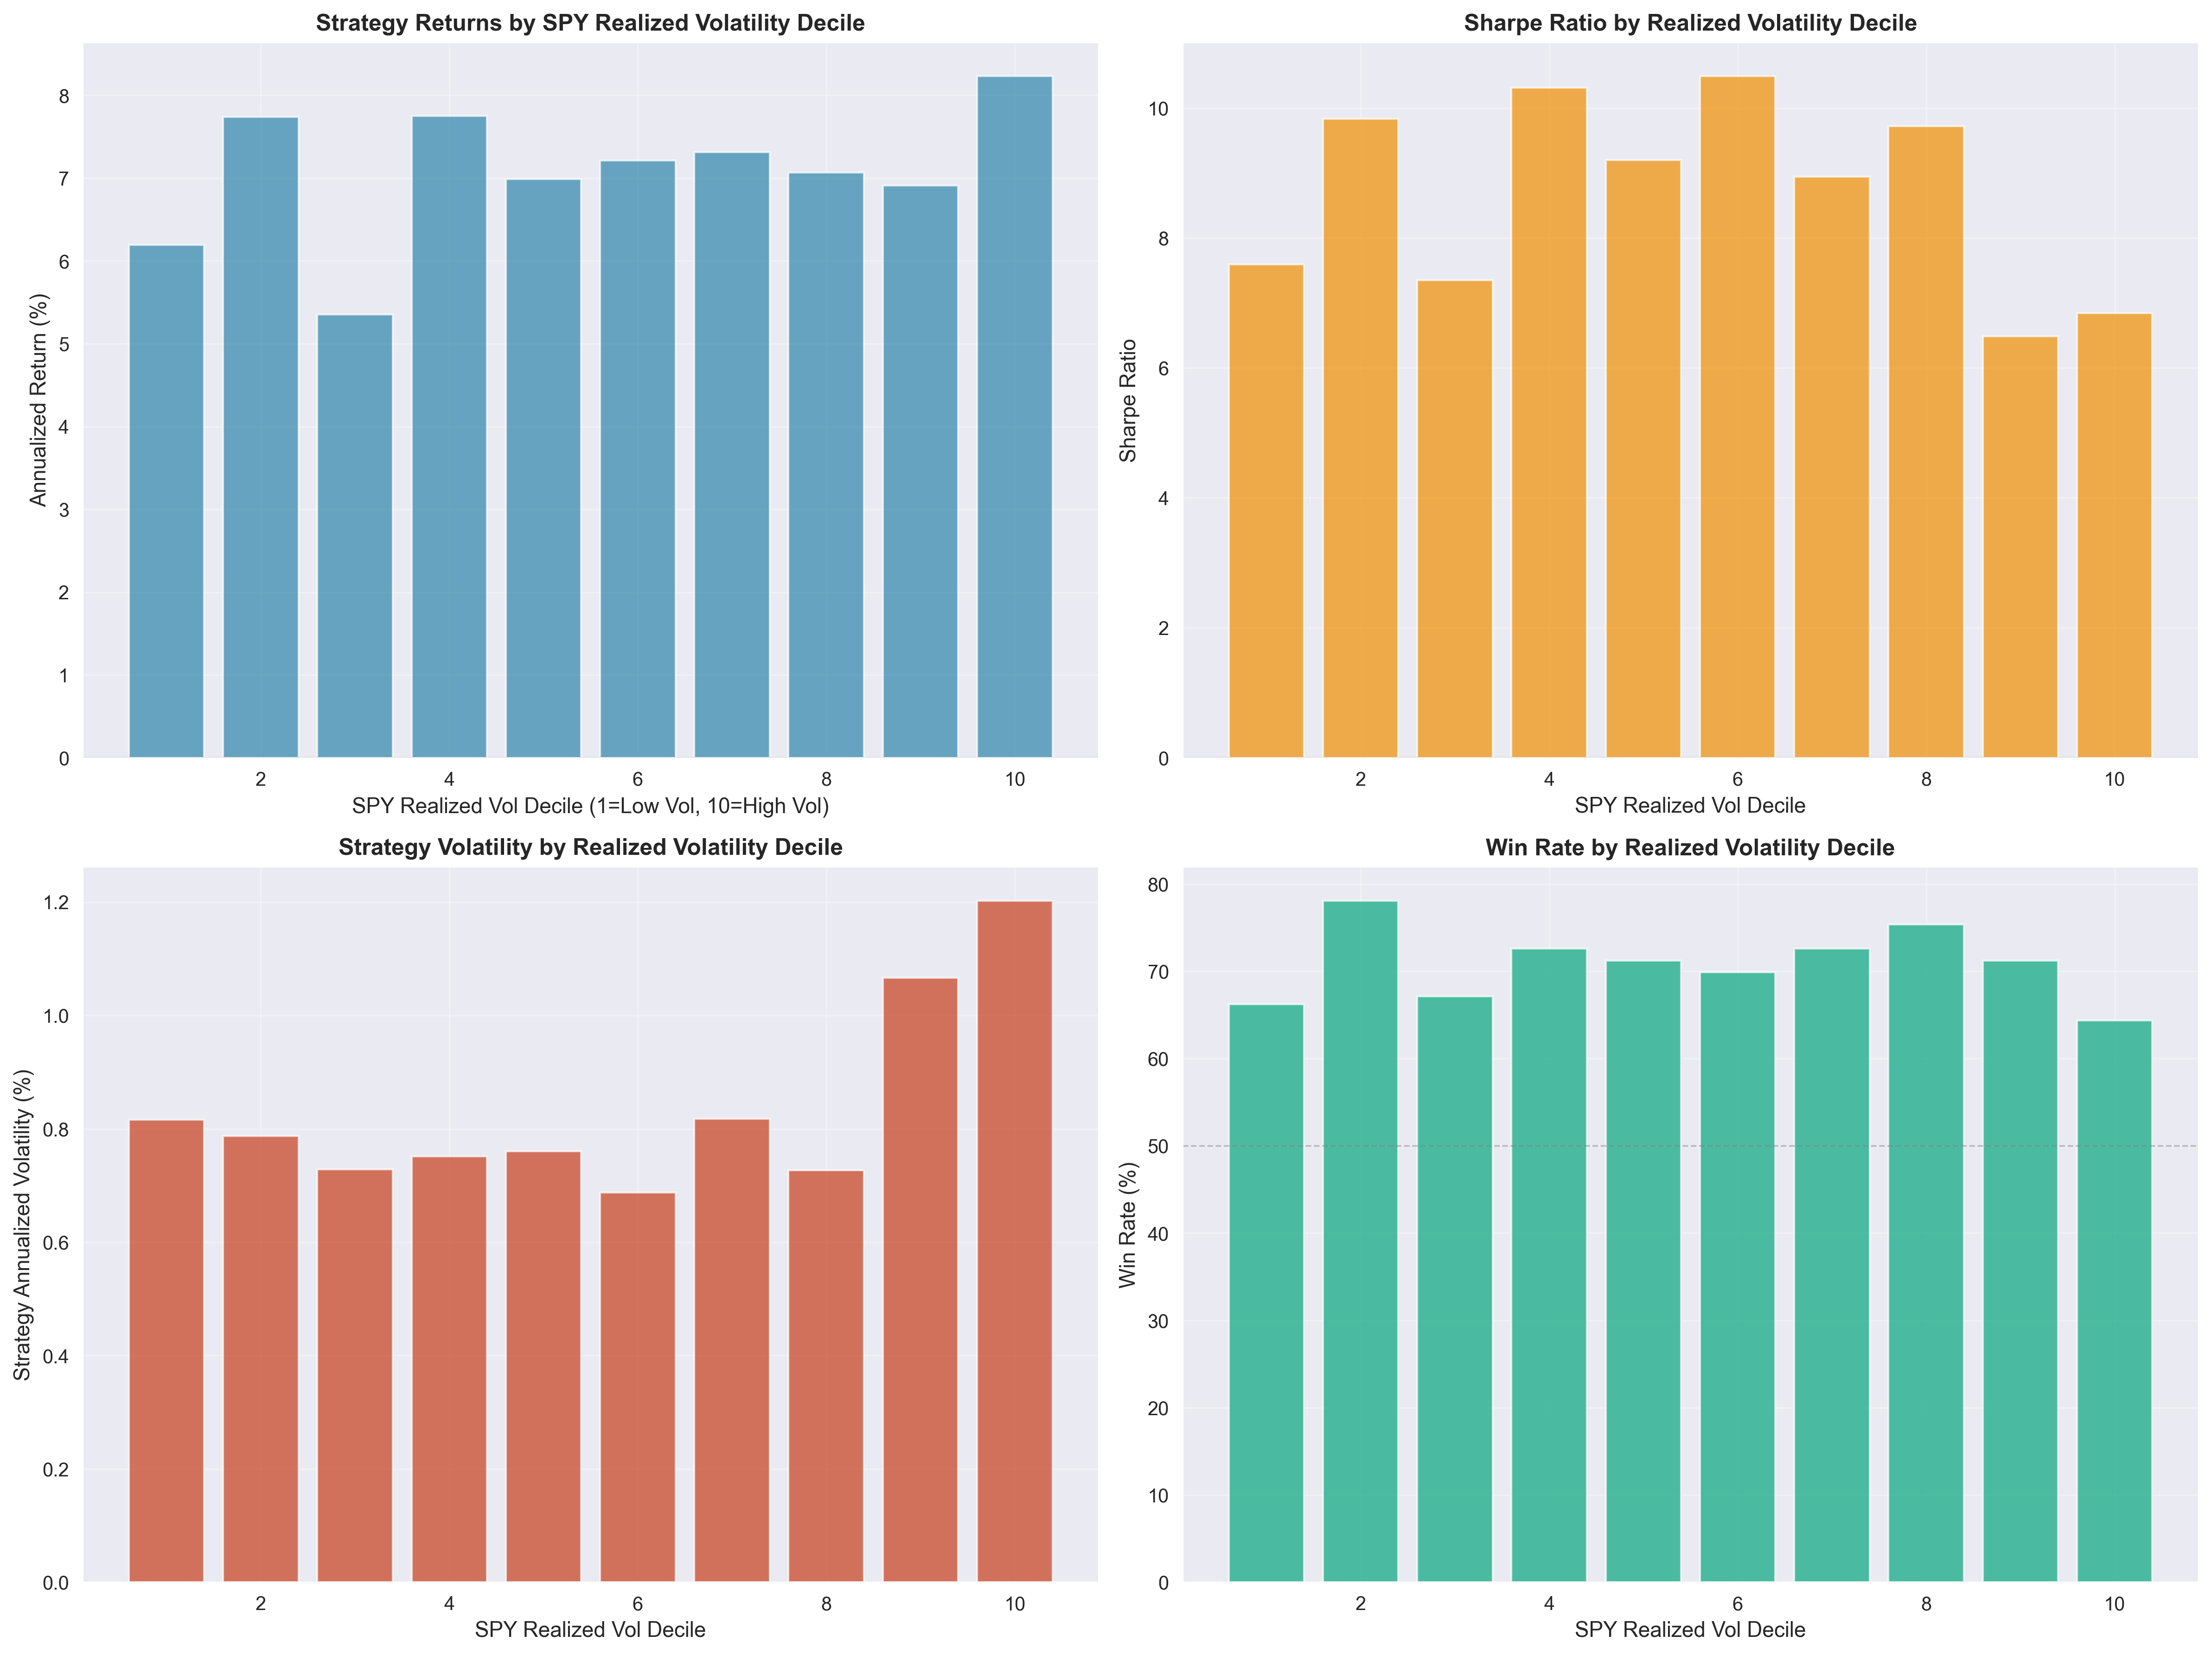 Strategy Returns by SPY Realized Volatility Decile
Annualized Return (%)
8
7
6
5
4
3
2
1
0
2 4 6 8 10
SPY Realized Vol Decile (1=Low Vol, 10=High Vol)
Sharpe Ratio by Realized Volatility Decile
Sharpe Ratio
10
8
6
4
2
0
2 4 6 8 10
SPY Realized Vol Decile
Strategy Volatility by Realized Volatility Decile
Strategy Annualized Volatility (%)
1.2
1.0
0.8
0.6
0.4
0.2
0.0
2 4 6 8 10
SPY Realized Vol Decile
Win Rate by Realized Volatility Decile
Win Rate (%)
80
70
60
50
40
30
20
10
0
2 4 6 8 10
SPY Realized Vol Decile